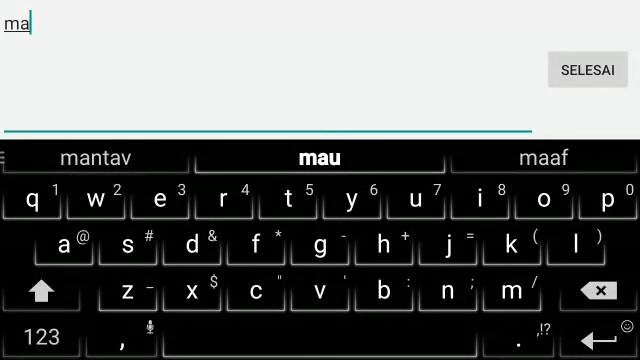 ma
SELESAI
mantav mau maaf
q 1 w 2 e 3 r 4 t 5 y 6 u 7 i 8 o 9 p 0
a @ s # d & f * g - h + j = k ( l )
z _ x $ c " v ' b : n ; m /
123 , . ,!?